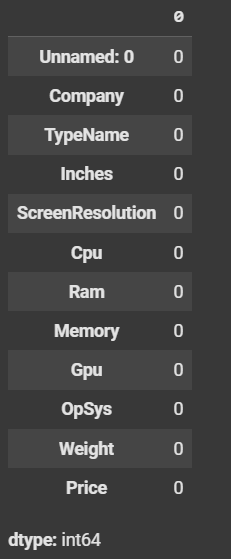 0
Unnamed: 0 0
Company 0
TypeName 0
Inches 0
ScreenResolution 0
Cpu 0
Ram 0
Memory 0
Gpu 0
OpSys 0
Weight 0
Price 0
dtype: int64